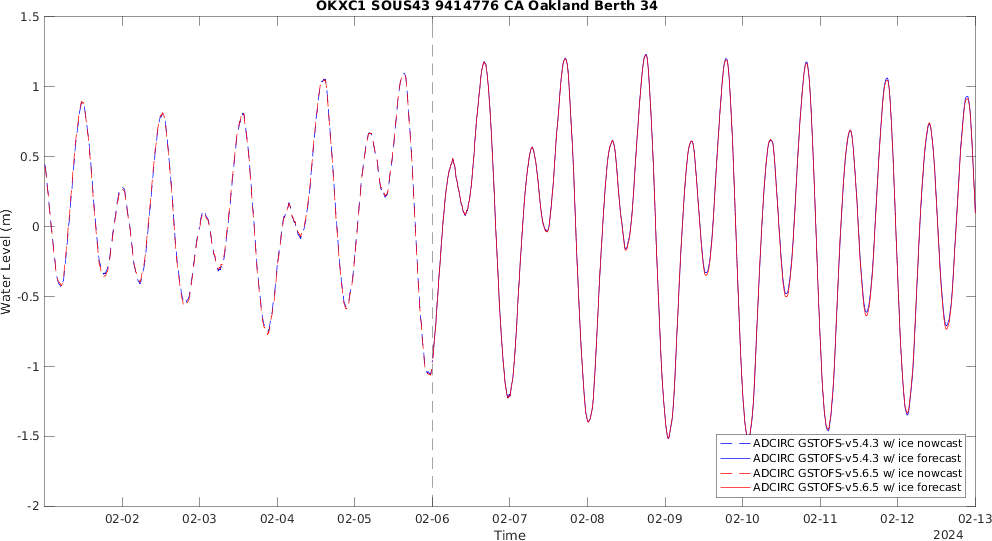 OKXC1 SOUS43 9414776 CA Oakland Berth 34
Water Level (m)
1.5
1
0.5
0
-0.5
-1
-1.5
-2
ADCIRC GSTOFS-v5.4.3 w/ ice nowcast
ADCIRC GSTOFS-v5.4.3 w/ ice forecast
ADCIRC GSTOFS-v5.6.5 w/ ice nowcast
ADCIRC GSTOFS-v5.6.5 w/ ice forecast
02-02 02-03 02-04 02-05 02-06 02-07 02-08 02-09 02-10 02-11 02-12 02-13
Time
2024